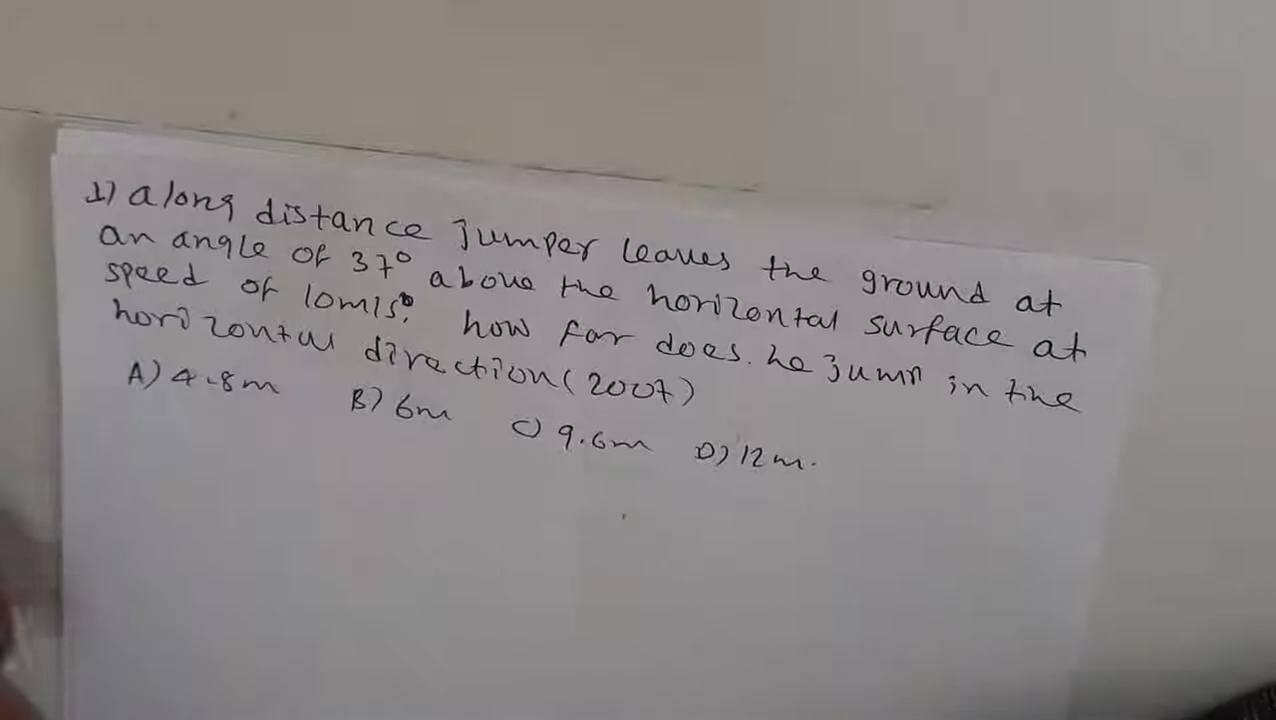 1) a long distance jumper leaves the ground at
an angle of 37° above the horizontal surface at
speed of 10m/s. how far does he jump in the
horizontal direction (2007)
A) 4.8m B) 6m C) 9.6m D) 12m.